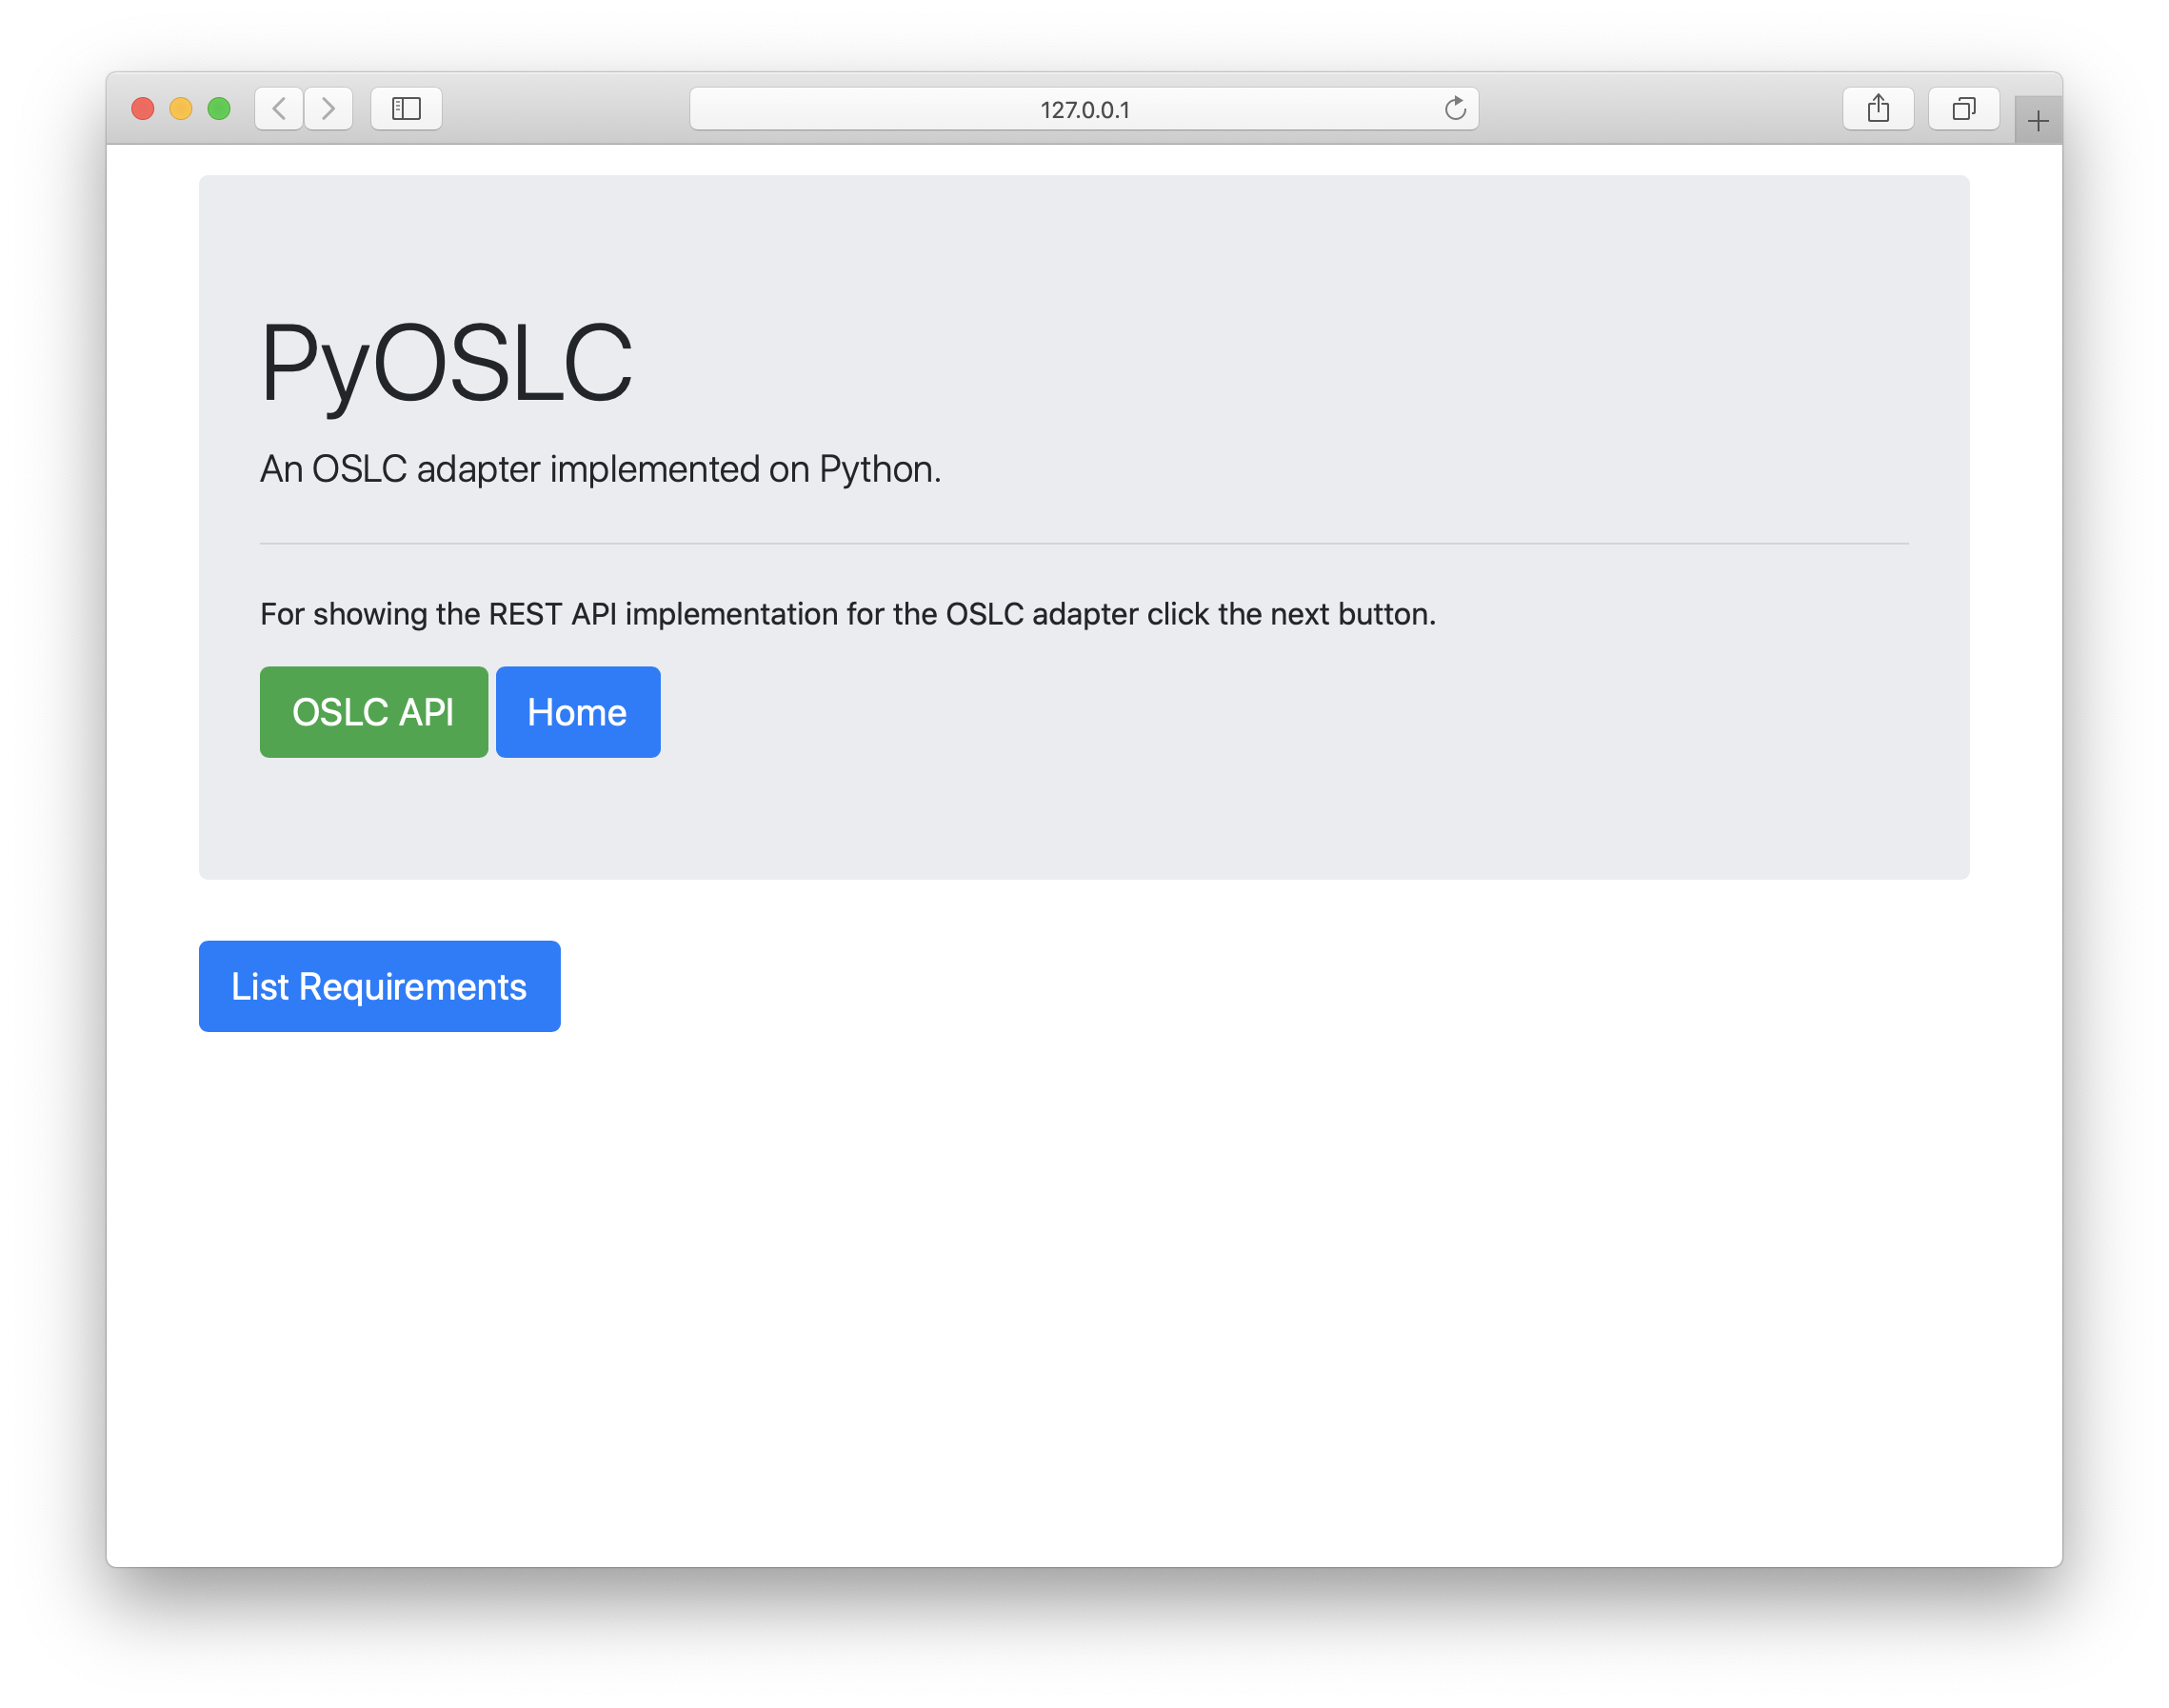 127.0.0.1
PyOSLC
An OSLC adapter implemented on Python.
For showing the REST API implementation for the OSLC adapter click the next button.
OSLC API Home
List Requirements